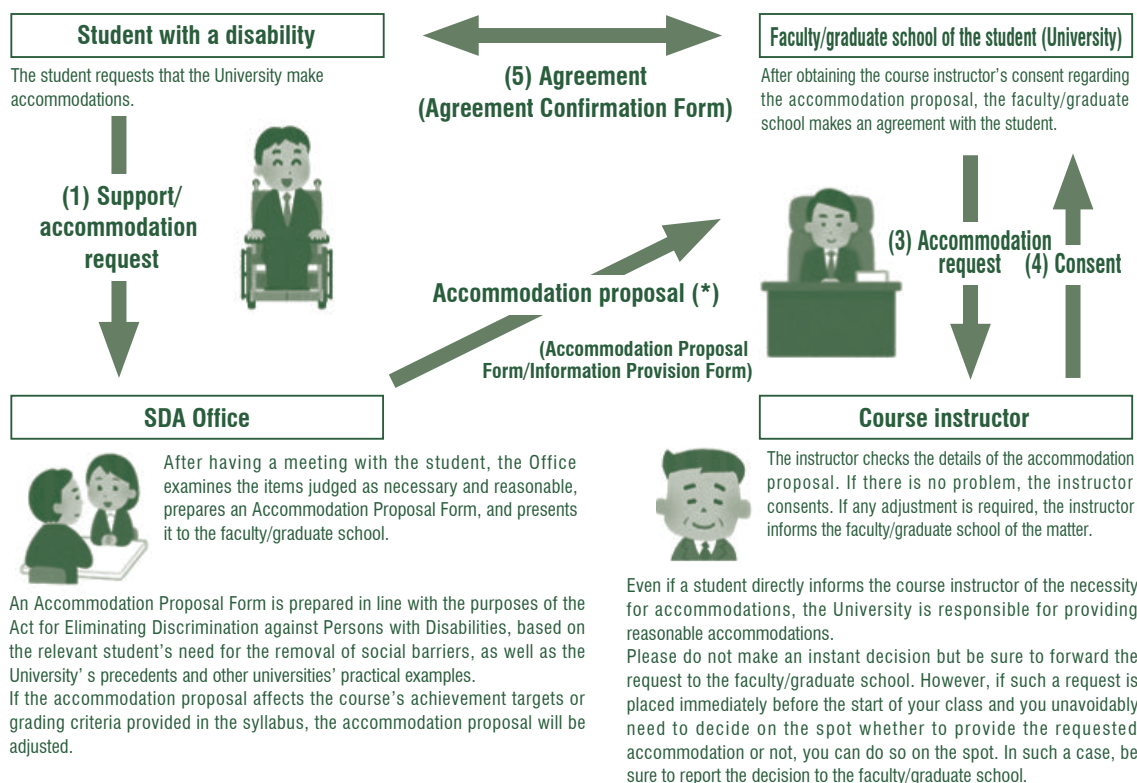 Student with a disability
The student requests that the University make
accommodations.
(1) Support/
accommodation
request
(5) Agreement
(Agreement Confirmation Form)
Faculty/graduate school of the student (University)
After obtaining the course instructor’s consent regarding
the accommodation proposal, the faculty/graduate
school makes an agreement with the student.
(3) Accommodation
request
(4) Consent
Accommodation proposal (*)
(Accommodation Proposal
Form/Information Provision Form)
SDA Office
After having a meeting with the student, the Office
examines the items judged as necessary and reasonable,
prepares an Accommodation Proposal Form, and presents
it to the faculty/graduate school.
An Accommodation Proposal Form is prepared in line with the purposes of the
Act for Eliminating Discrimination against Persons with Disabilities, based on
the relevant student’s need for the removal of social barriers, as well as the
University’ s precedents and other universities’ practical examples.
If the accommodation proposal affects the course’s achievement targets or
grading criteria provided in the syllabus, the accommodation proposal will be
adjusted.
Course instructor
The instructor checks the details of the accommodation
proposal. If there is no problem, the instructor
consents. If any adjustment is required, the instructor
informs the faculty/graduate school of the matter.
Even if a student directly informs the course instructor of the necessity
for accommodations, the University is responsible for providing
reasonable accommodations.
Please do not make an instant decision but be sure to forward the
request to the faculty/graduate school. However, if such a request is
placed immediately before the start of your class and you unavoidably
need to decide on the spot whether to provide the requested
accommodation or not, you can do so on the spot. In such a case, be
sure to report the decision to the faculty/graduate school.